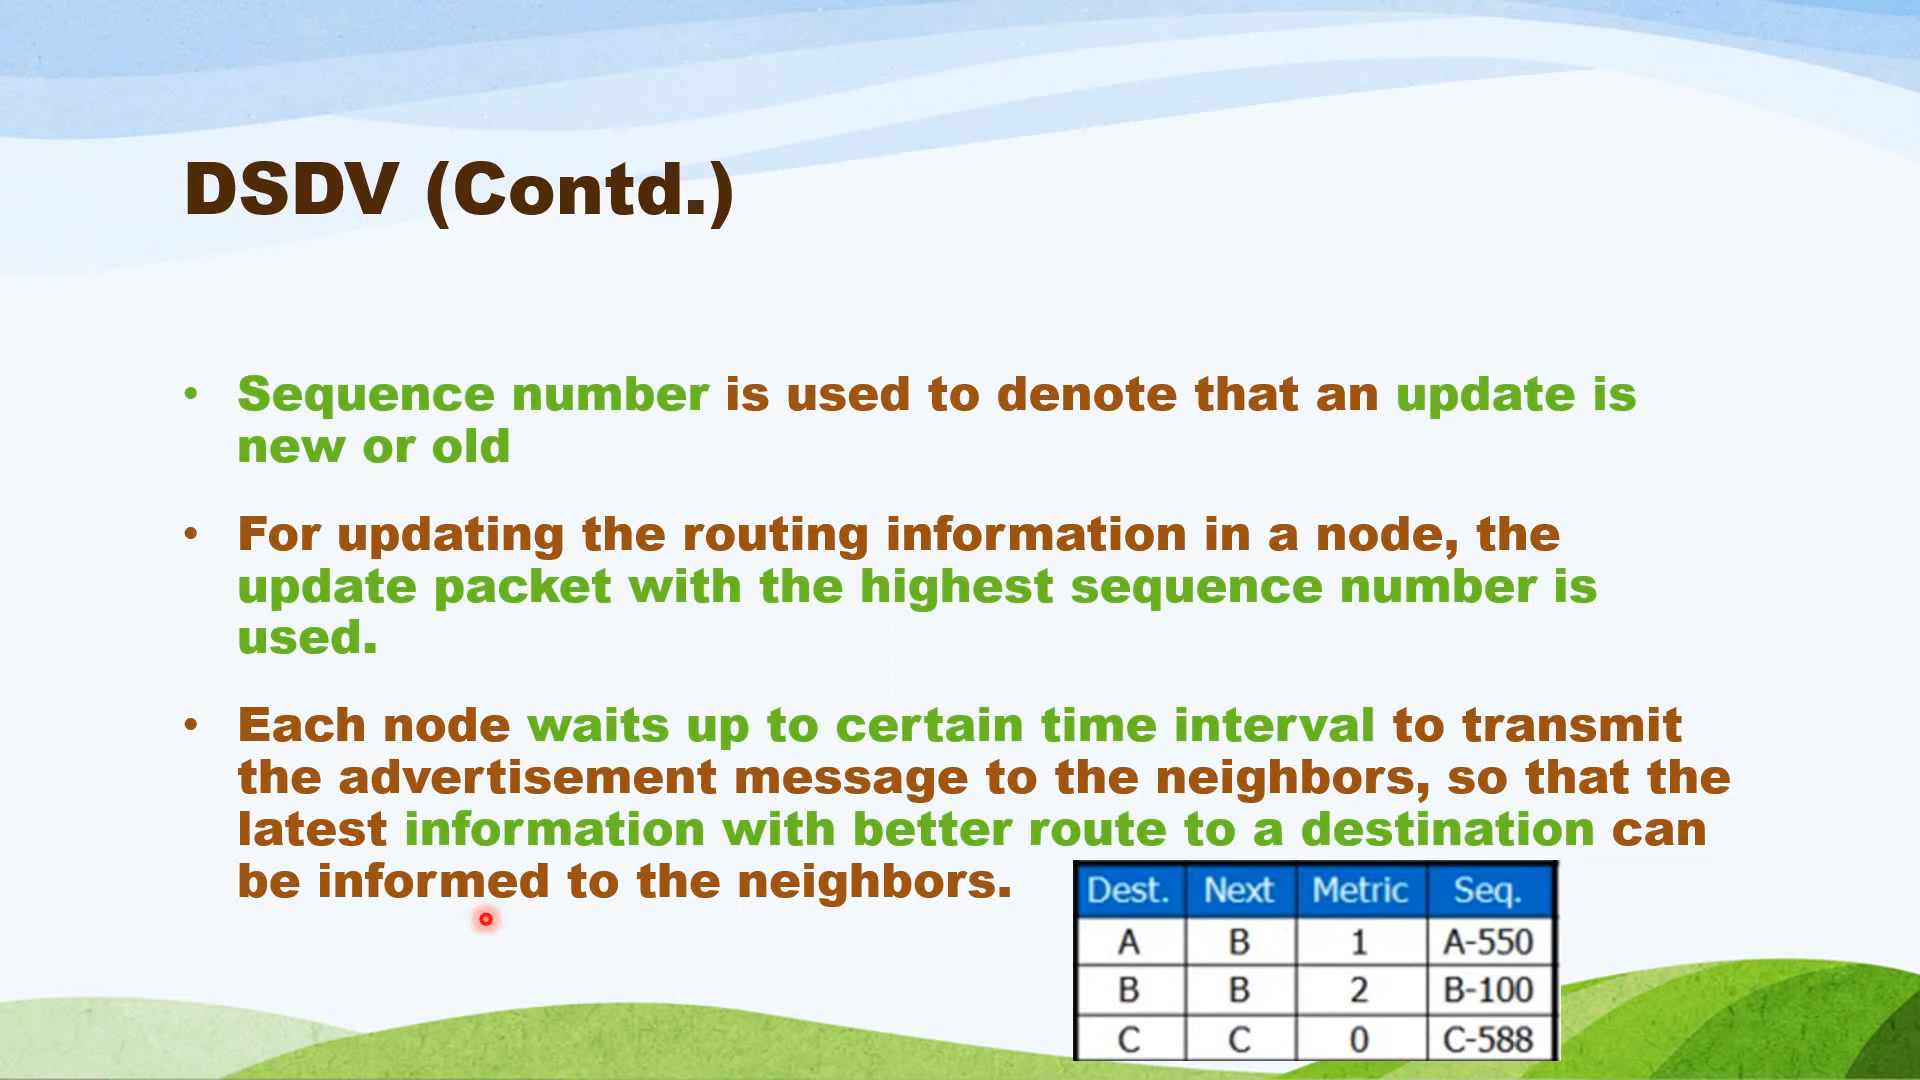 DSDV (Contd.)
• Sequence number is used to denote that an update is
new or old
• For updating the routing information in a node, the
update packet with the highest sequence number is
used.
• Each node waits up to certain time interval to transmit
the advertisement message to the neighbors, so that the
latest information with better route to a destination can
be informed to the neighbors.
Dest. Next Metric Seq.
A B 1 A-550
B B 2 B-100
C C 0 C-588